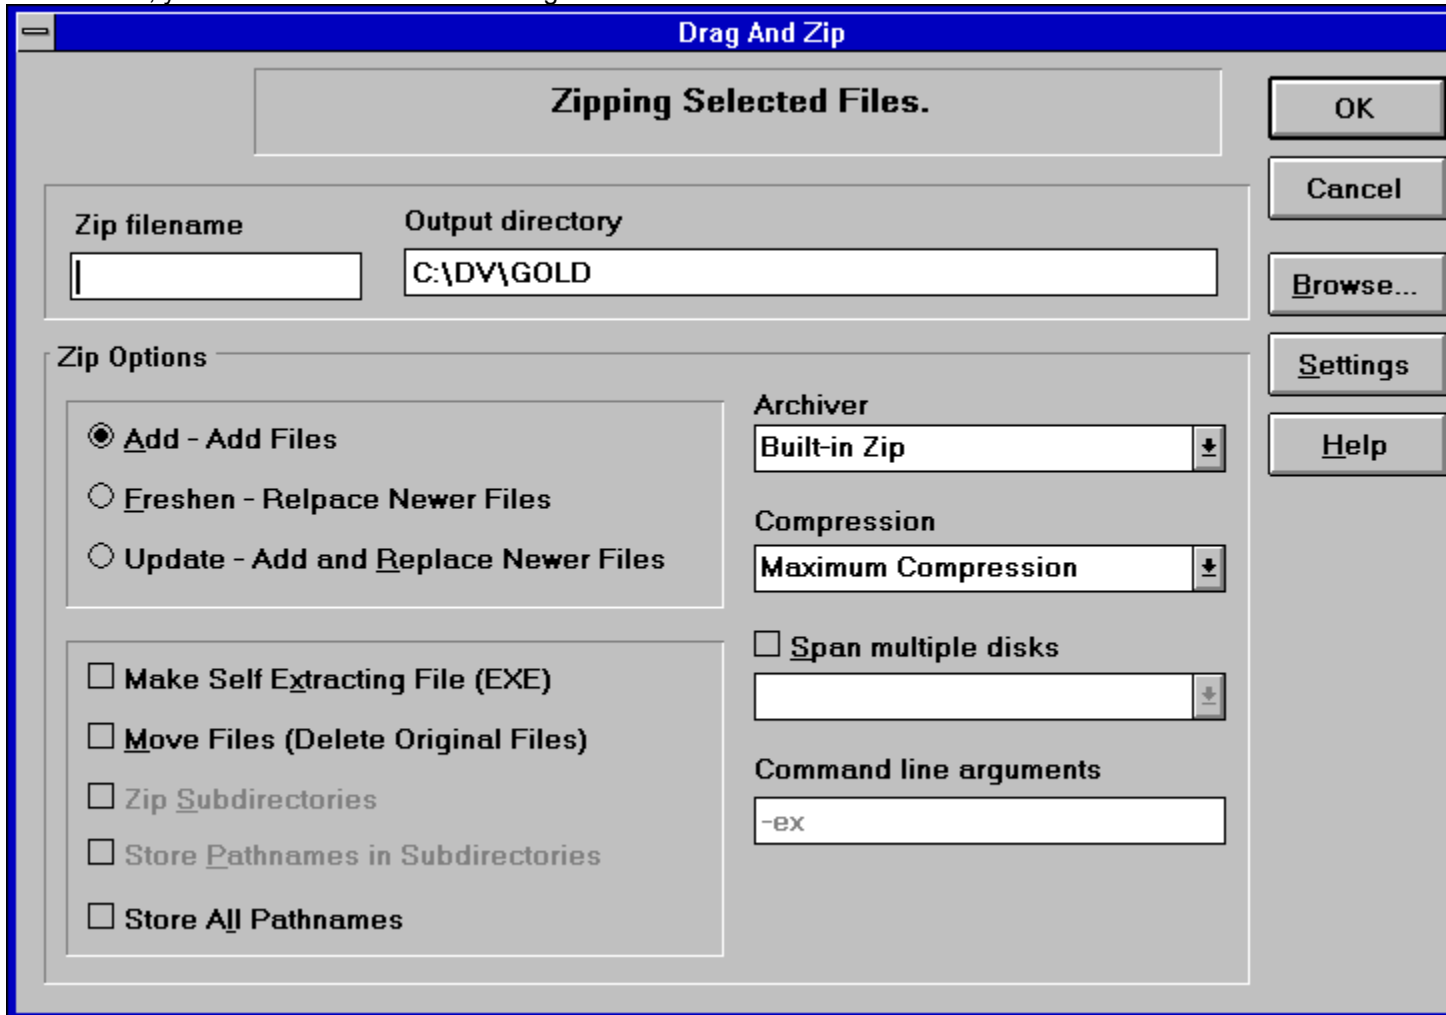 Drag And Zip
Zipping Selected Files.
OK
Cancel
Zip filename
Output directory
C:\DV\GOLD
Browse...
Settings
Help
Zip Options
Add - Add Files
Freshen - Relpace Newer Files
Update - Add and Replace Newer Files
Archiver
Built-in Zip
Compression
Maximum Compression
Make Self Extracting File (EXE)
Move Files (Delete Original Files)
Zip Subdirectories
Store Pathnames in Subdirectories
Store All Pathnames
Span multiple disks
Command line arguments
-ex